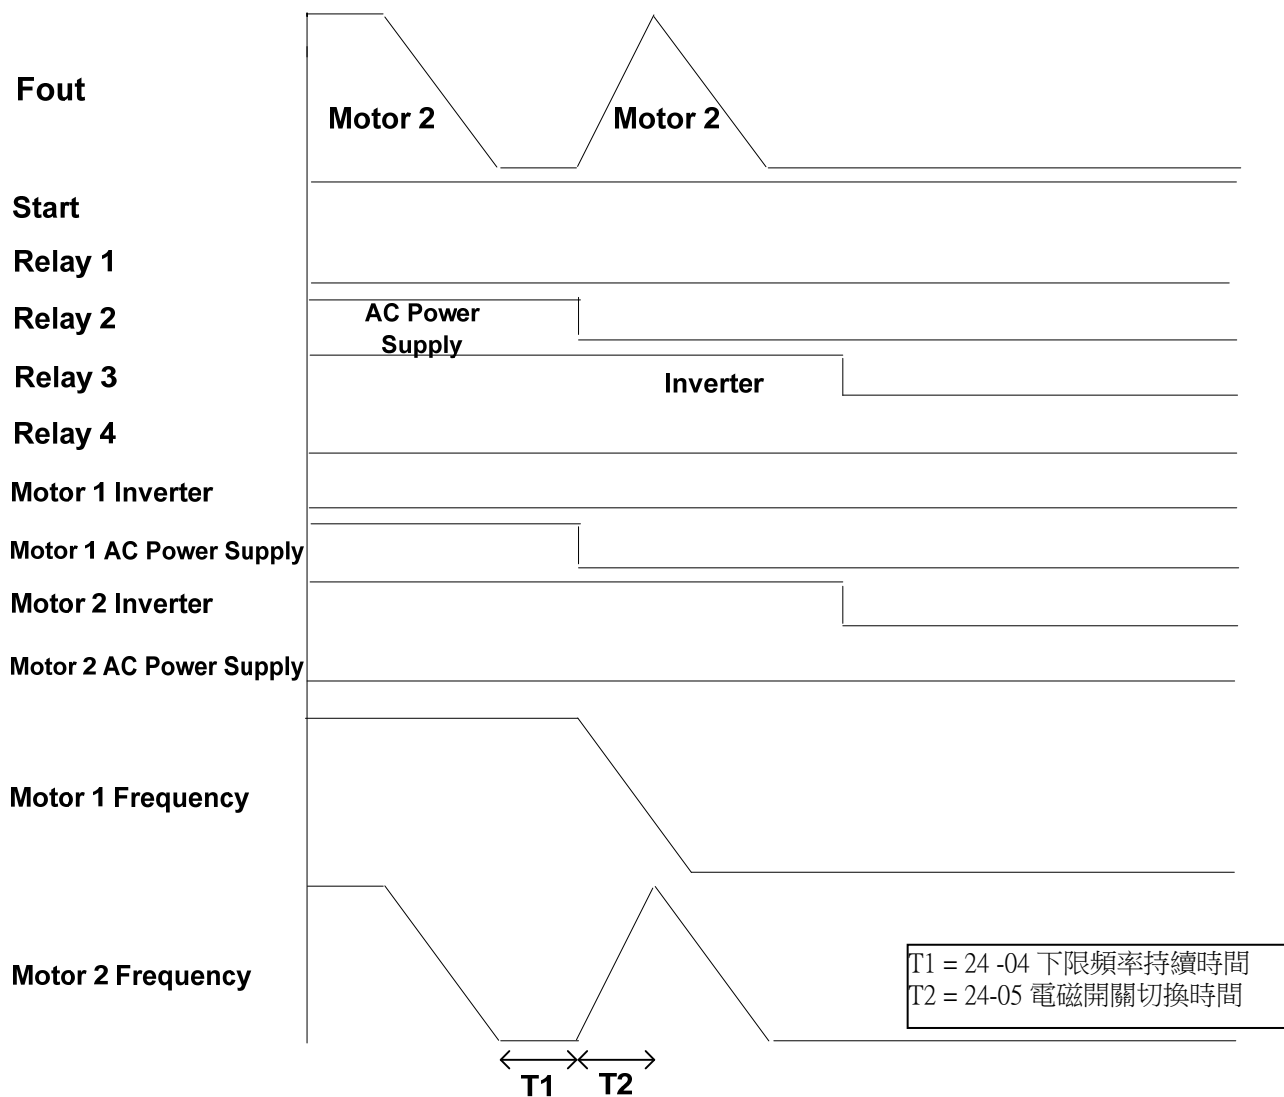 Fout
Motor 2
Motor 2
Start
Relay 1
Relay 2
AC Power
Supply
Relay 3
Inverter
Relay 4
Motor 1 Inverter
Motor 1 AC Power Supply
Motor 2 Inverter
Motor 2 AC Power Supply
Motor 1 Frequency
Motor 2 Frequency
T1 = 24 -04 下限頻率持續時間
T2 = 24-05 電磁開關切換時間
T1
T2